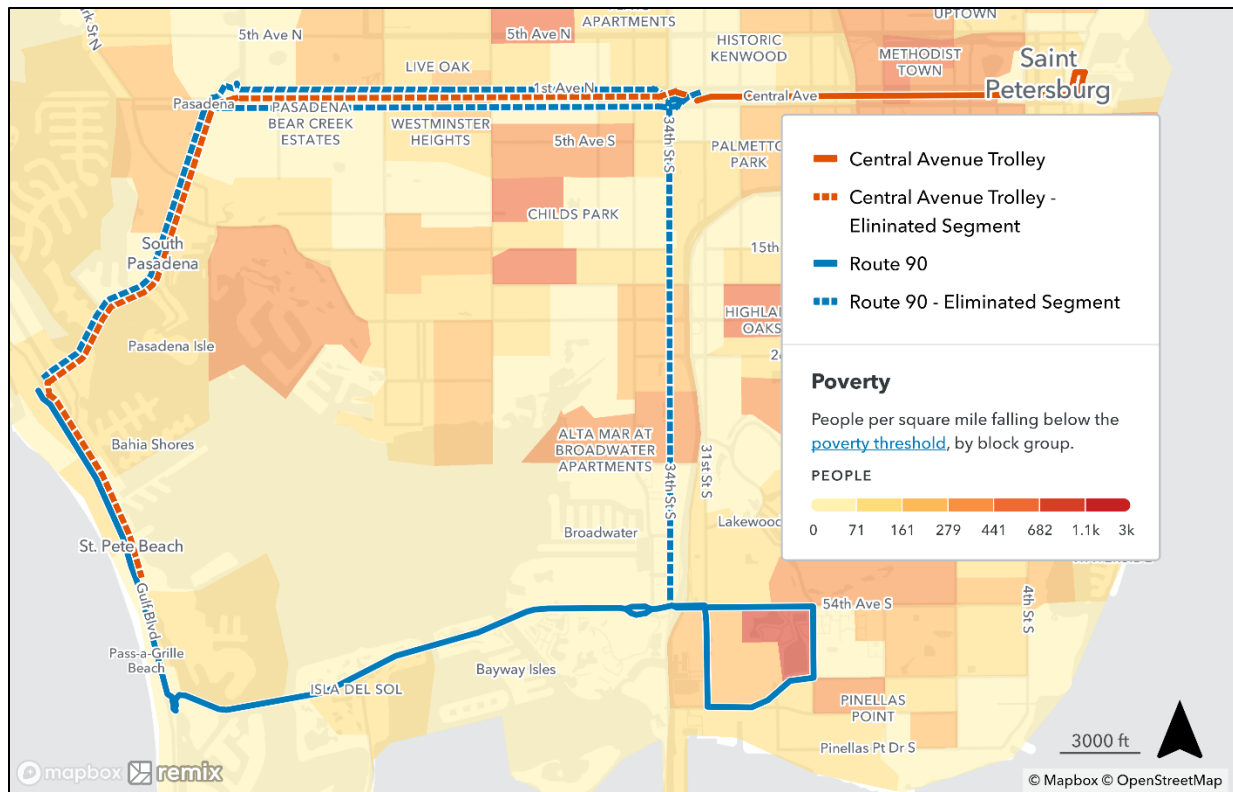 Park St N
5th Ave N
APARTMENTS
5th Ave N
UPTOWN
HISTORIC
KENWOOD
METHODIST
TOWN
Saint
Petersburg
LIVE OAK
Pasadena
1st Ave N
Central Ave
PASADENA
BEAR CREEK
ESTATES
WESTMINSTER
HEIGHTS
5th Ave S
34th St S
PALMETTO
PARK
CHILDS PARK
South
Pasadena
15th
HIGHLAND
OAKS
Pasadena Isle
Bahia Shores
ALTA MAR AT
BROADWATER
APARTMENTS
31st St S
34th St S
Broadwater
Lakewood
St. Pete Beach
Gulf Blvd
54th Ave S
4th St S
Pass-a-Grille
Beach
Bayway Isles
ISLA DEL SOL
PINELLAS
POINT
Pinellas Pt Dr S
Central Avenue Trolley
Central Avenue Trolley -
Elininated Segment
Route 90
Route 90 - Eliminated Segment
Poverty
People per square mile falling below the
poverty threshold, by block group.
PEOPLE
0 71 161 279 441 682 1.1k 3k
3000 ft
mapbox remix
© Mapbox © OpenStreetMap